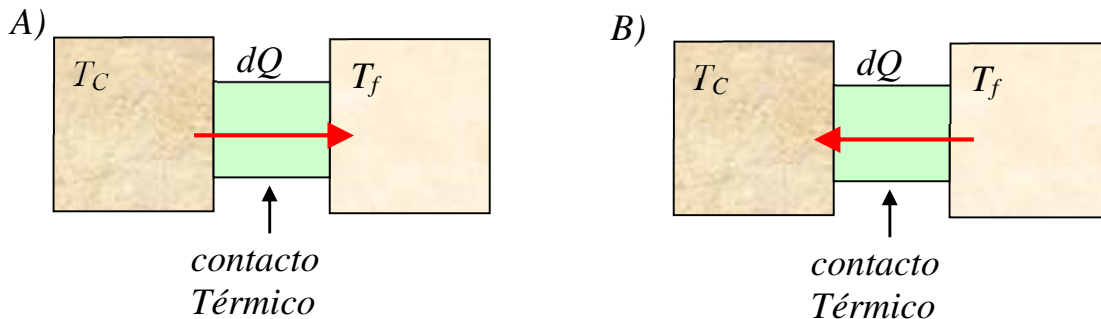 A)
T_C
dQ
T_f
contacto
Térmico
B)
T_C
dQ
T_f
contacto
Térmico